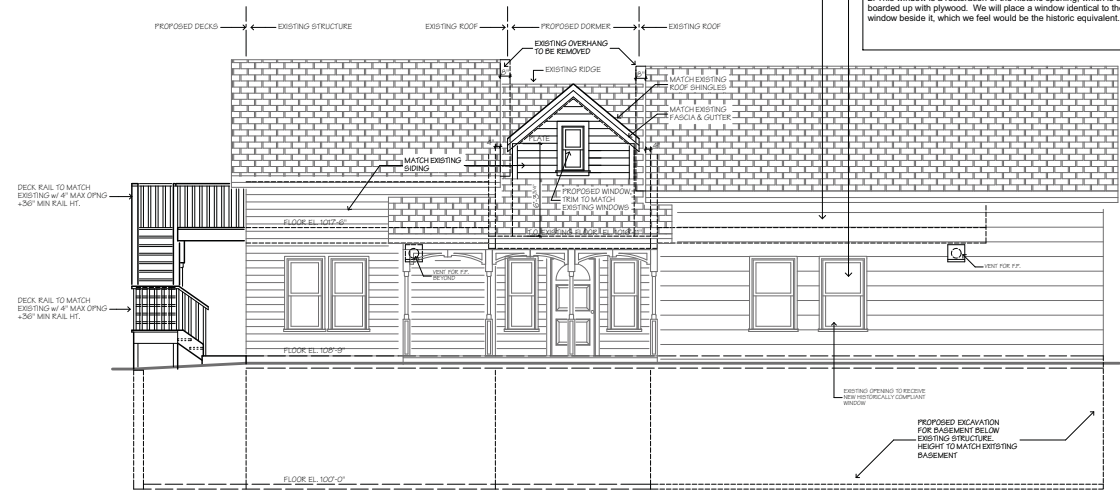 boarded up with plywood. We will place a window identical to the
window beside it, which we feel would be the historic equivalent.
PROPOSED DECKS
EXISTING STRUCTURE
EXISTING ROOF
PROPOSED DORMER
EXISTING ROOF
EXISTING OVERHANG
TO BE REMOVED
EXISTING RIDGE
MATCH EXISTING
ROOF SHINGLES
MATCH EXISTING
FASCIA & GUTTER
PLATE
MATCH EXISTING
SIDING
DECK RAIL TO MATCH
EXISTING w/ 4" MAX OPNG
+36" MIN RAIL HT.
PROPOSED WINDOW,
TRIM TO MATCH
EXISTING WINDOWS
FLOOR EL. 1017'-6"
VENT FOR F.P.
BEYOND
VENT FOR F.P.
DECK RAIL TO MATCH
EXISTING w/ 4" MAX OPNG
+36" MIN RAIL HT.
FLOOR EL. 108'-9"
EXISTING OPENING TO RECEIVE
NEW HISTORICALLY COMPLIANT
WINDOW
PROPOSED EXCAVATION
FOR BASEMENT BELOW
EXISTING STRUCTURE.
HEIGHT TO MATCH EXITSTING
BASEMENT
FLOOR EL. 100'-0"